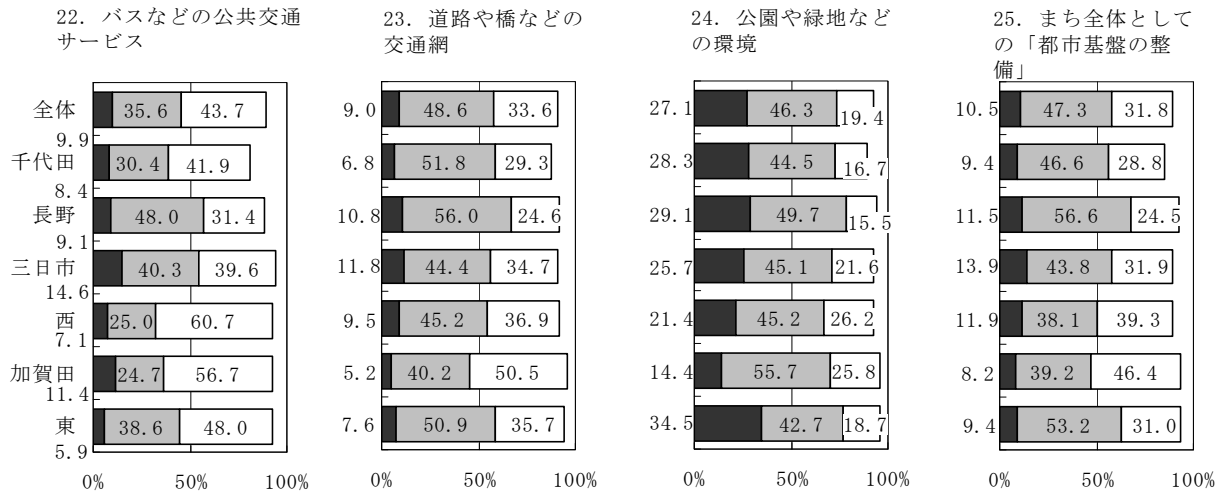 22. バスなどの公共交通
サービス
全体
35.6 43.7
9.9
千代田
30.4 41.9
8.4
長野
48.0 31.4
9.1
三日市
40.3 39.6
14.6
西
25.0 60.7
7.1
加賀田
24.7 56.7
11.4
東
38.6 48.0
5.9
0% 50% 100%
23. 道路や橋などの
交通網
9.0 48.6 33.6
6.8 51.8 29.3
10.8 56.0 24.6
11.8 44.4 34.7
9.5 45.2 36.9
5.2 40.2 50.5
7.6 50.9 35.7
0% 50% 100%
24. 公園や緑地など
の環境
27.1 46.3 19.4
28.3 44.5 16.7
29.1 49.7 15.5
25.7 45.1 21.6
21.4 45.2 26.2
14.4 55.7 25.8
34.5 42.7 18.7
0% 50% 100%
25. まち全体として
の「都市基盤の整
備」
10.5 47.3 31.8
9.4 46.6 28.8
11.5 56.6 24.5
13.9 43.8 31.9
11.9 38.1 39.3
8.2 39.2 46.4
9.4 53.2 31.0
0% 50% 100%